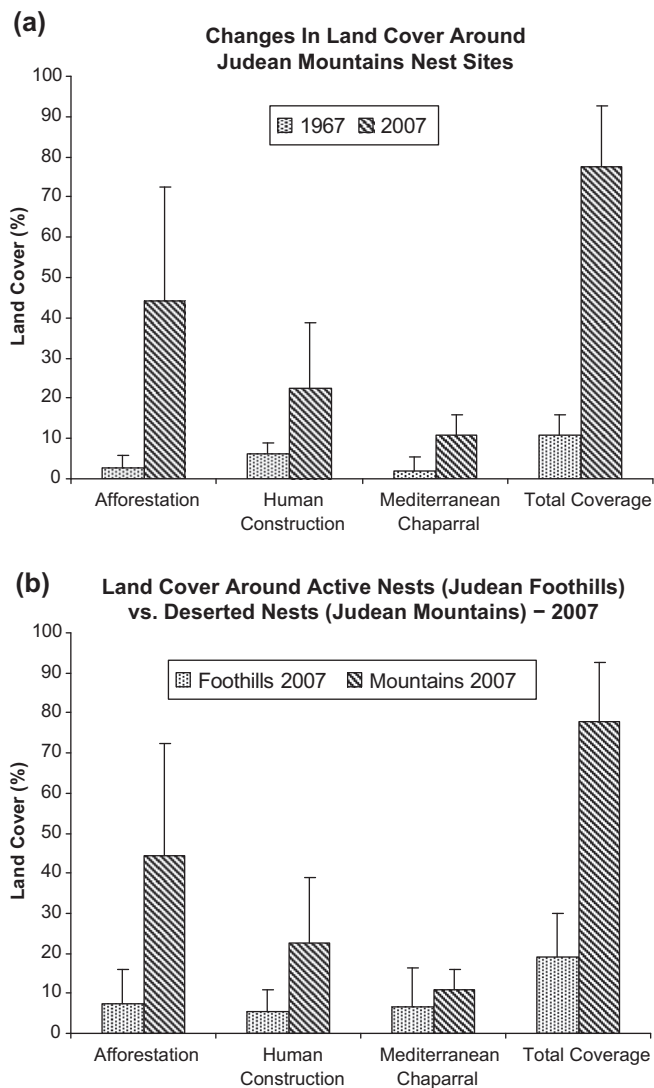 (a)
Changes In Land Cover Around
Judean Mountains Nest Sites
1967 2007
Land Cover (%)
100
90
80
70
60
50
40
30
20
10
0
Afforestation Human Construction Mediterranean Chaparral Total Coverage
(b)
Land Cover Around Active Nests (Judean Foothills)
vs. Deserted Nests (Judean Mountains) – 2007
Foothills 2007 Mountains 2007
Land Cover (%)
100
90
80
70
60
50
40
30
20
10
0
Afforestation Human Construction Mediterranean Chaparral Total Coverage